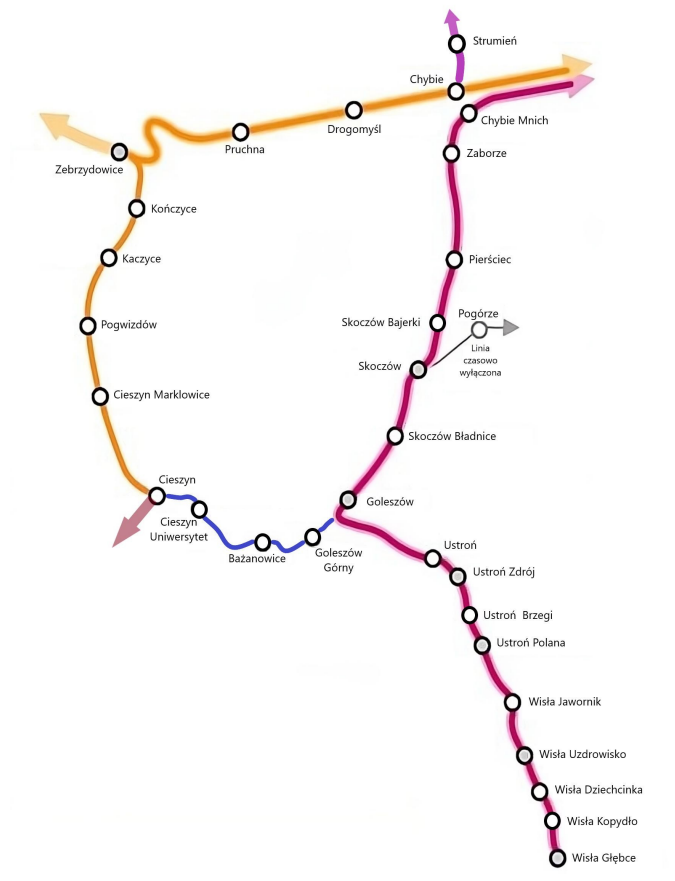 Strumień
Chybie
Chybie Mnich
Drogomyśl
Pruchna
Zebrzydowice
Zaborze
Kończyce
Kaczyce
Pierściec
Pogwizdów
Skoczów Bajerki
Pogórze
Linia
czasowo
wyłączona
Skoczów
Cieszyn Marklowice
Skoczów Bładnice
Cieszyn
Goleszów
Cieszyn
Uniwersytet
Bażanowice
Goleszów
Górny
Ustroń
Ustroń Zdrój
Ustroń Brzegi
Ustroń Polana
Wisła Jawornik
Wisła Uzdrowisko
Wisła Dziechcinka
Wisła Kopydło
Wisła Głębce